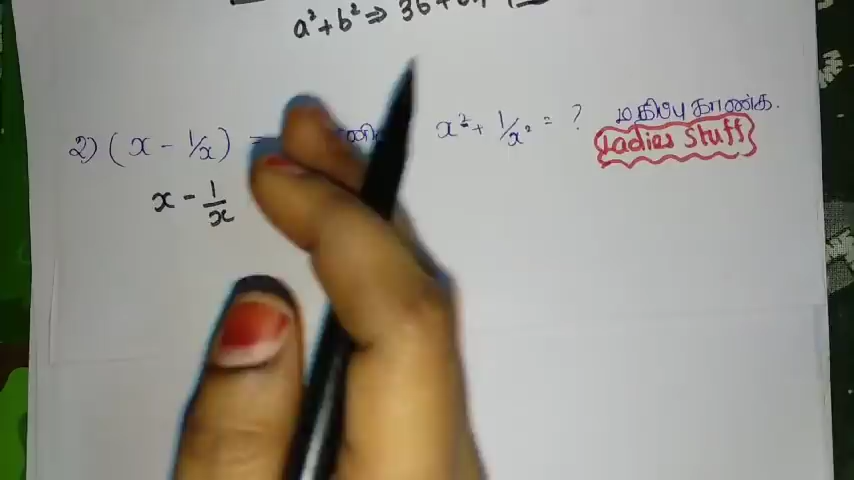 a² + b² ⇒ 36 +
2) (x - 1/x) = x² + 1/x² = ? மதிப்பு காண்க.
Ladies Stuff
x - 1/x